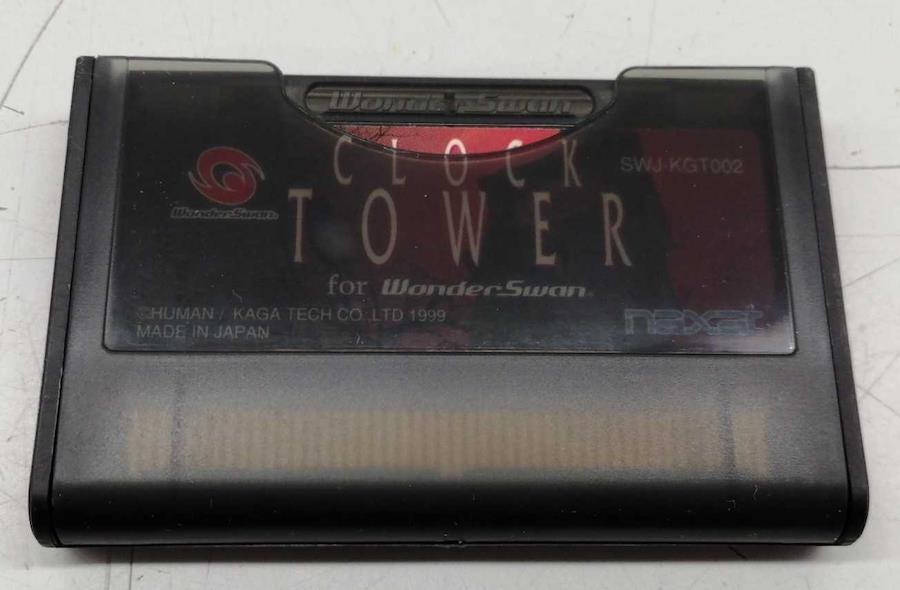 WonderSwan
CLOCK
SWJ-KGT002
WonderSwan
TOWER
for WonderSwan
©HUMAN / KAGA TECH CO.,LTD 1999
naxat
MADE IN JAPAN